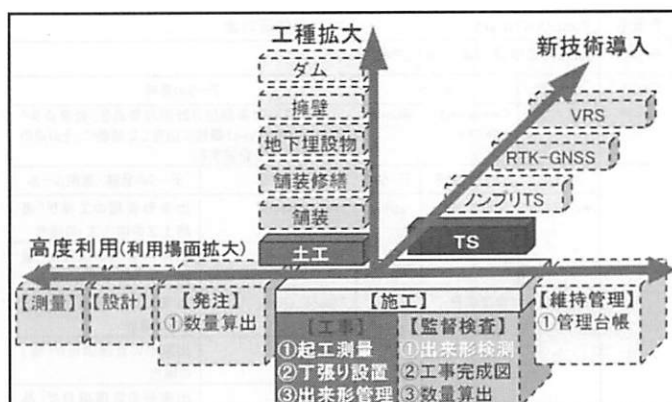 工種拡大
新技術導入
ダム
擁壁
地下埋設物
舗装修繕
舗装
土工
VRS
RTK-GNSS
ノンプリTS
TS
高度利用(利用場面拡大)
【測量】
【設計】
【発注】
①数量算出
【施工】
【工事】
①起工測量
②丁張り設置
③出来形管理
【監督検査】
①出来形検測
②工事完成図
③数量算出
【維持管理】
①管理台帳